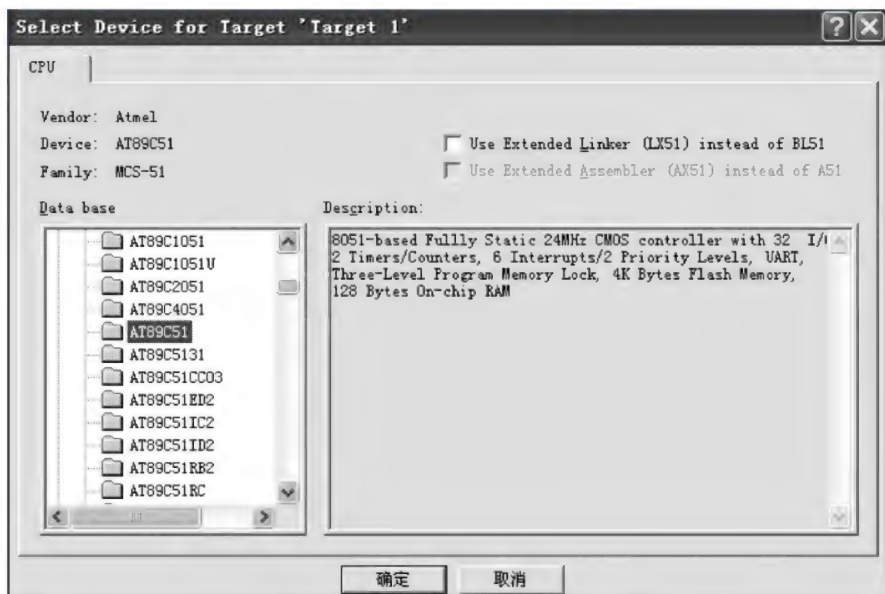 Select Device for Target 'Target 1'
CPU
Vendor: Atmel
Device: AT89C51
Family: MCS-51
Use Extended Linker (LX51) instead of BL51
Use Extended Assembler (AX51) instead of A51
Data base
Description:
AT89C1051
AT89C1051U
AT89C2051
AT89C4051
AT89C51
AT89C5131
AT89C51CC03
AT89C51ED2
AT89C51IC2
AT89C51ID2
AT89C51RB2
AT89C51RC
8051-based Fullly Static 24MHz CMOS controller with 32
2 Timers/Counters, 6 Interrupts/2 Priority Levels, UART,
Three-Level Program Memory Lock, 4K Bytes Flash Memory,
128 Bytes On-chip RAM
确定
取消